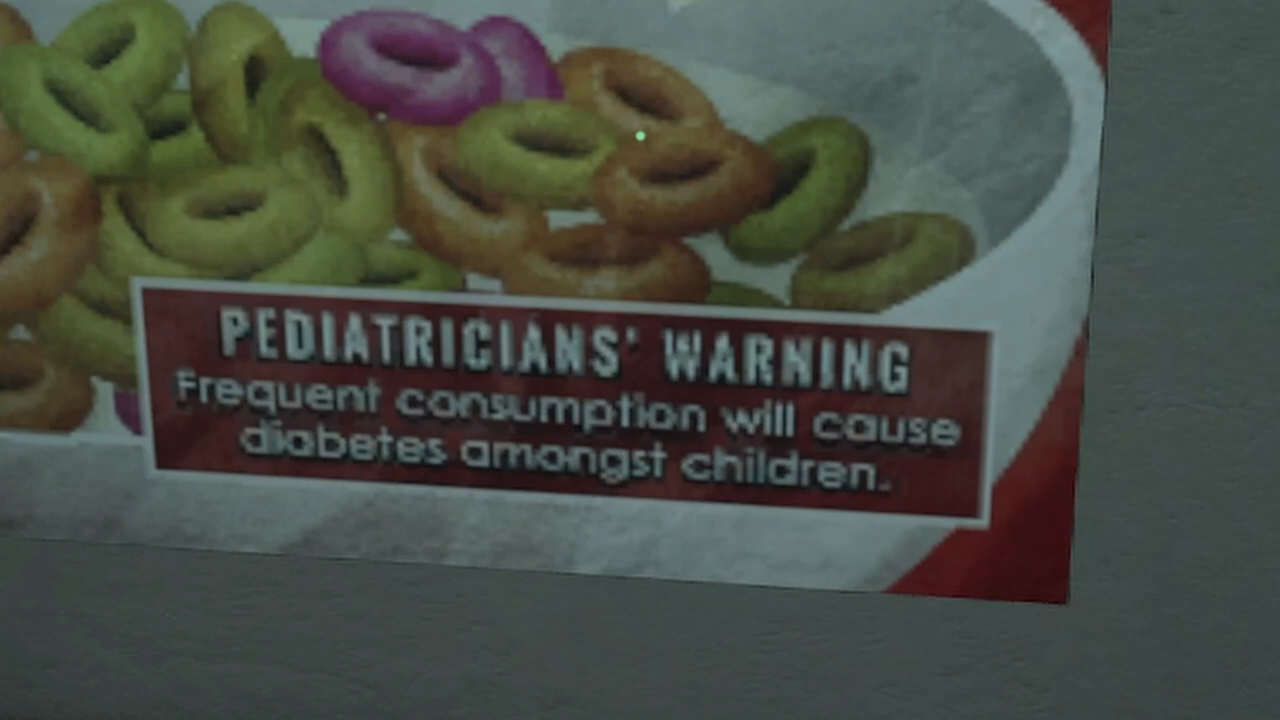 PEDIATRICIANS' WARNING
Frequent consumption will cause
diabetes amongst children.